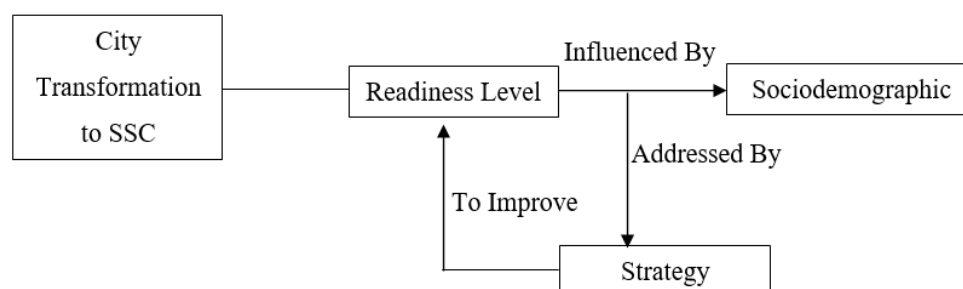 City
Transformation
to SSC
Influenced By
Readiness Level
Sociodemographic
Addressed By
To Improve
Strategy